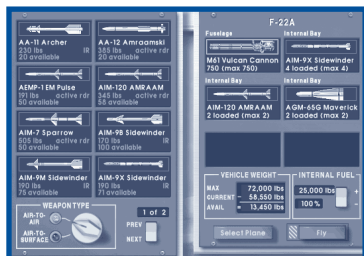 AA-11 Archer
230 lbs IR
20 available
AA-12 Amraamski
385 lbs active rdr
20 available
AEMP-1 EM Pulse
191 lbs active rdr
50 available
AIM-120 AMRAAM
345 lbs active rdr
58 available
AIM-7 Sparrow
505 lbs active rdr
50 available
AIM-9B Sidewinder
170 lbs IR
100 available
AIM-9M Sidewinder
190 lbs IR
75 available
AIM-9X Sidewinder
190 lbs IR
71 available
WEAPON TYPE
AIR-TO-AIR
AIR-TO-SURFACE
1 of 2
PREV
NEXT
F-22A
Fuselage
M61 Vulcan Cannon
750 (max 750)
Internal Bay
AIM-9X Sidewinder
4 loaded (max 4)
Internal Bay
AIM-120 AMRAAM
2 loaded (max 2)
Internal Bay
AGM-65G Maverick
2 loaded (max 2)
VEHICLE WEIGHT
MAX 72,000 lbs
CURRENT - 58,550 lbs
AVAIL = 13,450 lbs
INTERNAL FUEL
25,000 lbs
100 %
+
-
Select Plane
Fly